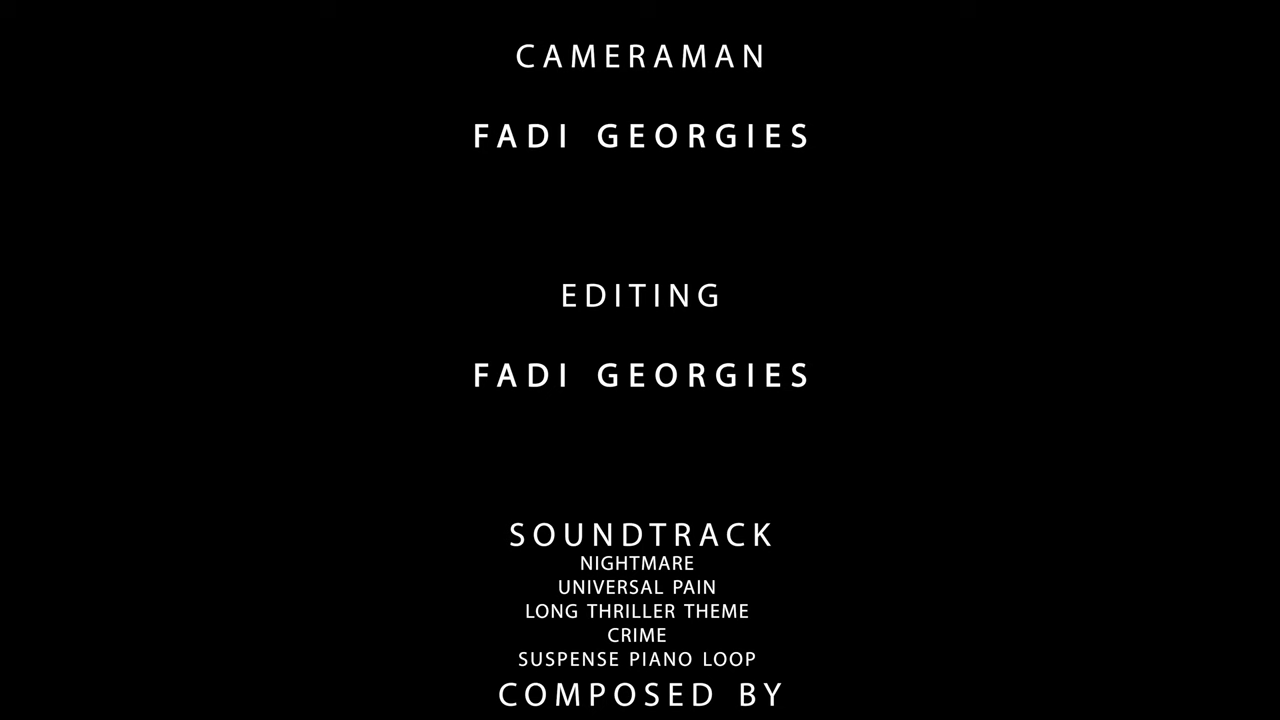 CAMERAMAN
FADI GEORGIES
EDITING
FADI GEORGIES
SOUNDTRACK
NIGHTMARE
UNIVERSAL PAIN
LONG THRILLER THEME
CRIME
SUSPENSE PIANO LOOP
COMPOSED BY